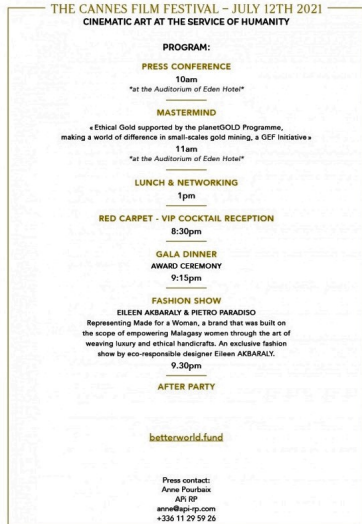 THE CANNES FILM FESTIVAL – JULY 12TH 2021
CINEMATIC ART AT THE SERVICE OF HUMANITY
PROGRAM:
PRESS CONFERENCE
10am
*at the Auditorium of Eden Hotel*
MASTERMIND
«Ethical Gold supported by the planetGOLD Programme,
making a world of difference in small-scales gold mining, a GEF Initiative»
11am
*at the Auditorium of Eden Hotel*
LUNCH & NETWORKING
1pm
RED CARPET - VIP COCKTAIL RECEPTION
8:30pm
GALA DINNER
AWARD CEREMONY
9:15pm
FASHION SHOW
EILEEN AKBARALY & PIETRO PARADISO
Representing Made for a Woman, a brand that was built on
the scope of empowering Malagasy women through the art of
weaving luxury and ethical handicrafts. An exclusive fashion
show by eco-responsible designer Eileen AKBARALY.
9.30pm
AFTER PARTY
betterworld.fund
Press contact:
Anne Pourbaix
APi RP
anne@api-rp.com
+336 11 29 59 26